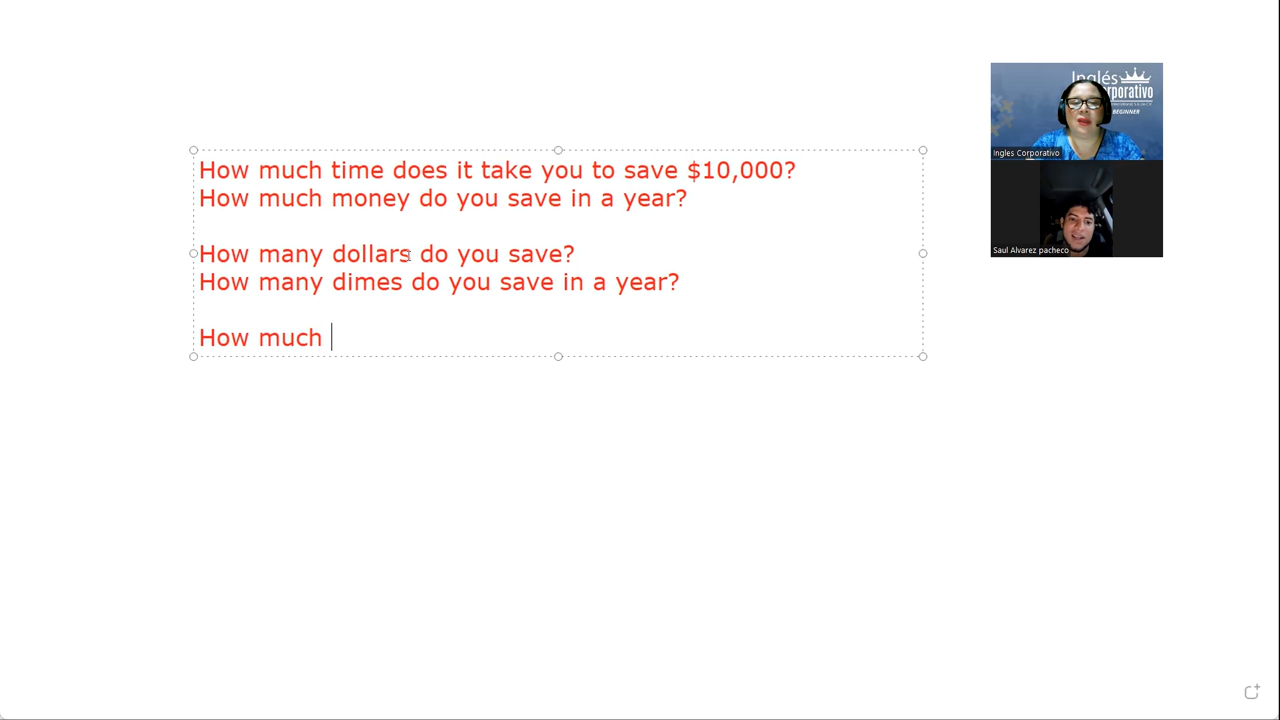 How much time does it take you to save $10,000?
How much money do you save in a year?
How many dollars do you save?
How many dimes do you save in a year?
How much
Inglés
rporativo
BEGINNER
Ingles Corporativo
Saul Alvarez pacheco